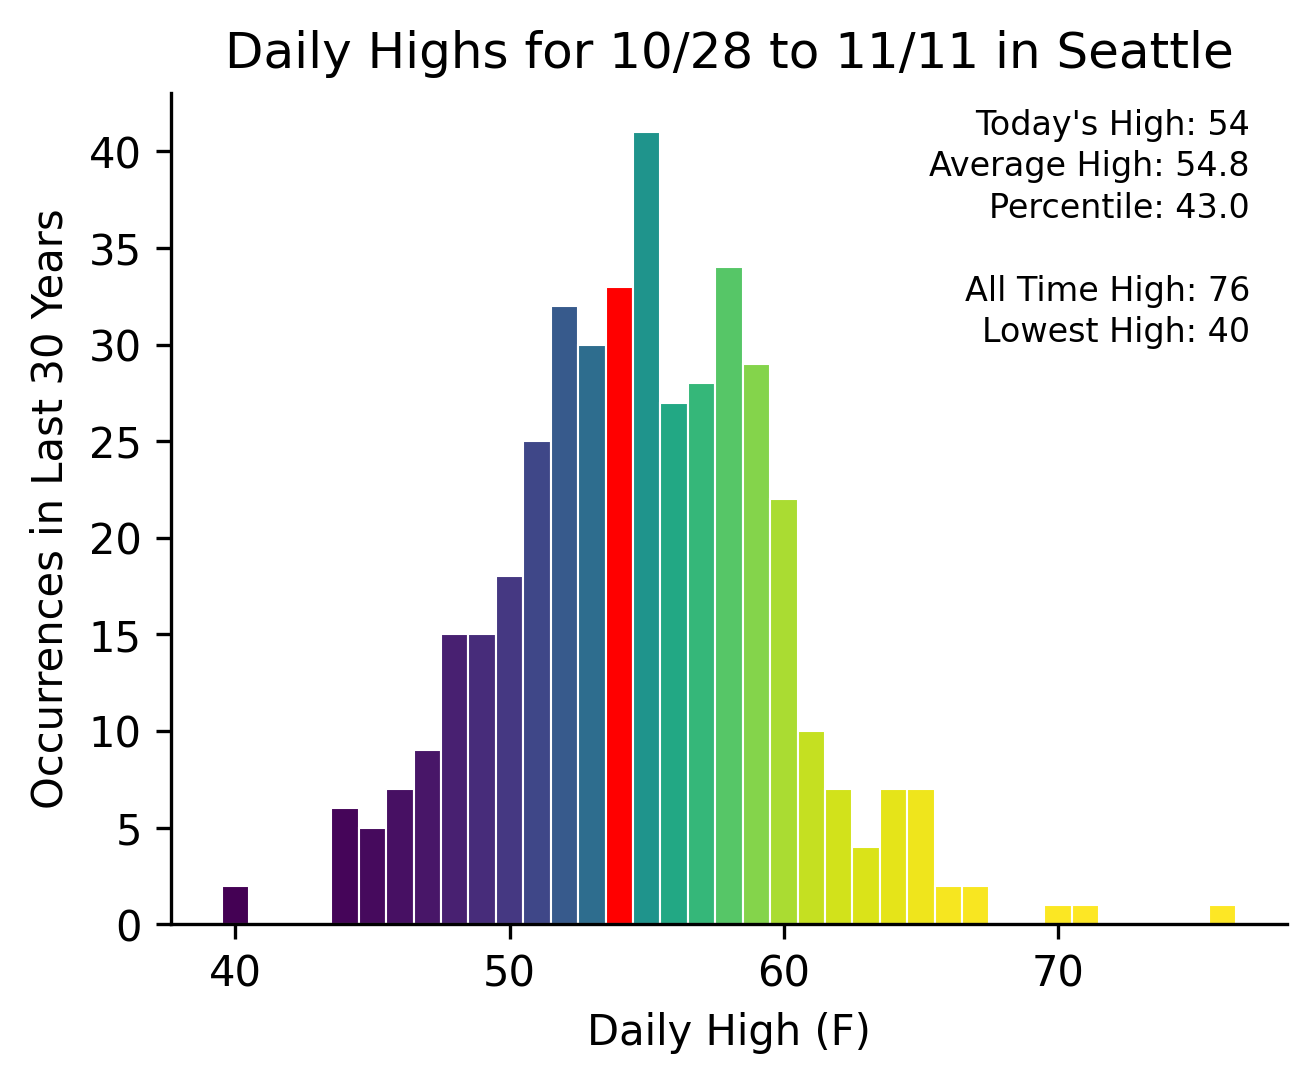 Daily Highs for 10/28 to 11/11 in Seattle
Today's High: 54
Average High: 54.8
Percentile: 43.0
All Time High: 76
Lowest High: 40
Occurrences in Last 30 Years
40
35
30
25
20
15
10
5
0
40 50 60 70
Daily High (F)